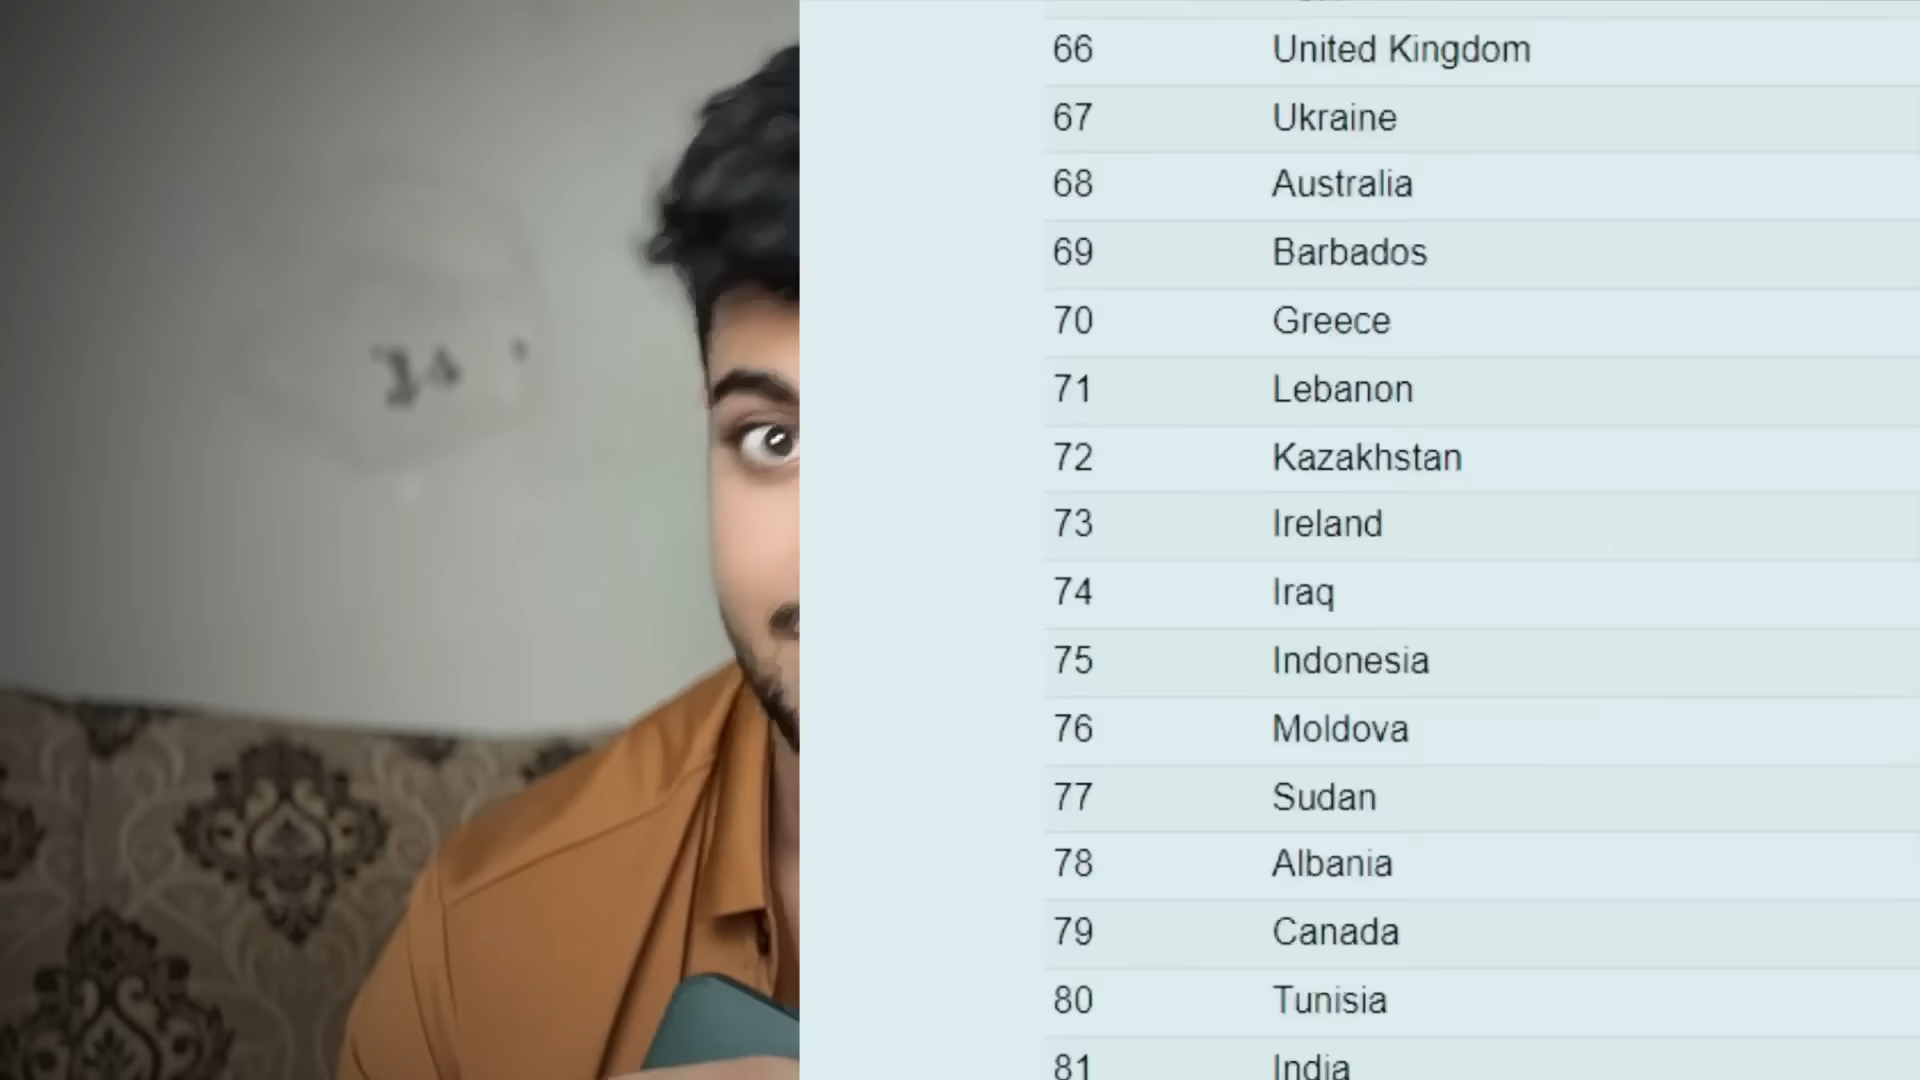 66 United Kingdom
67 Ukraine
68 Australia
69 Barbados
70 Greece
71 Lebanon
72 Kazakhstan
73 Ireland
74 Iraq
75 Indonesia
76 Moldova
77 Sudan
78 Albania
79 Canada
80 Tunisia
81 India